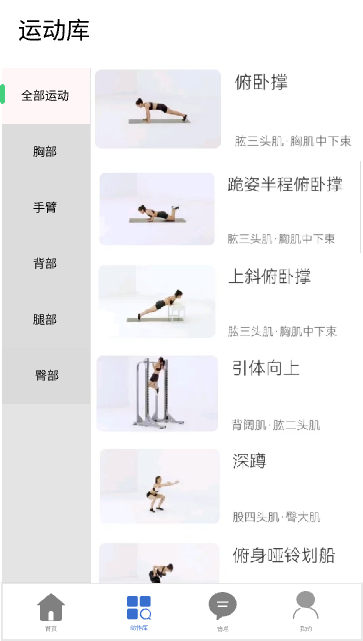 运动库
全部运动
胸部
手臂
背部
腿部
臀部
俯卧撑
肱三头肌·胸肌中下束
跪姿半程俯卧撑
肱三头肌·胸肌中下束
上斜俯卧撑
肱三头肌·胸肌中下束
引体向上
背阔肌·肱二头肌
深蹲
股四头肌·臀大肌
俯身哑铃划船
首页
动作库
我的